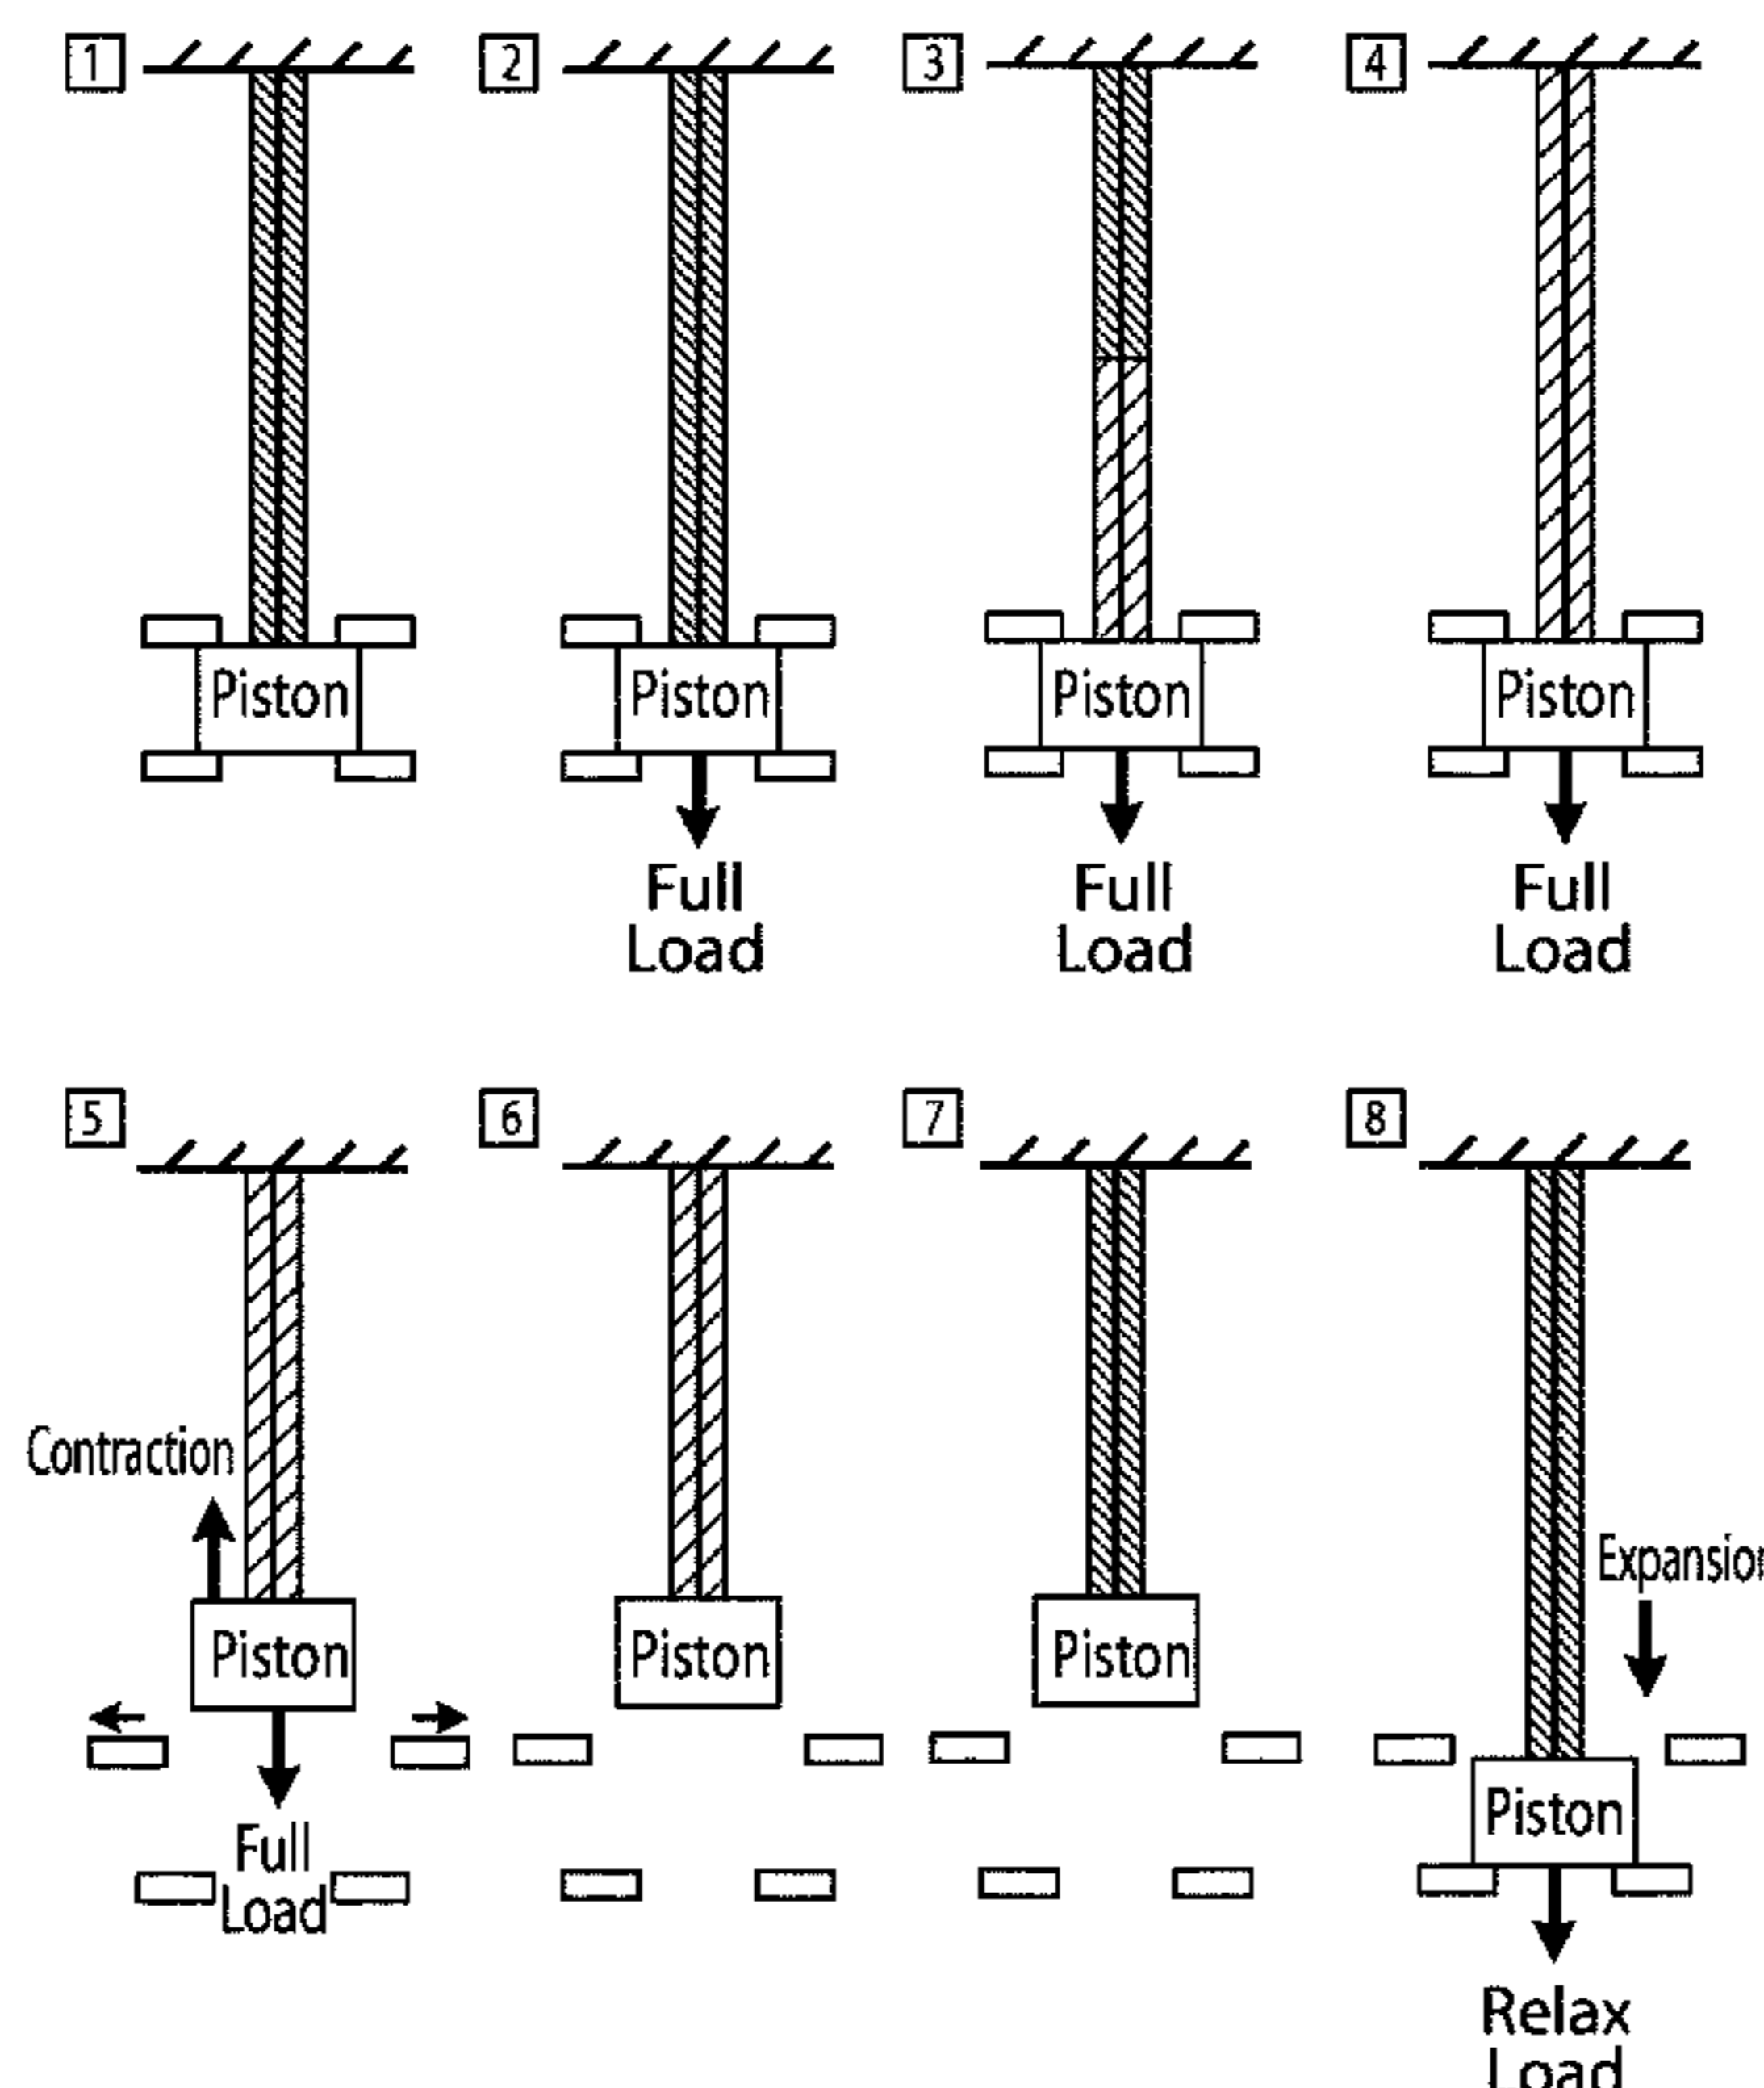 1
2
3
4
Piston
Piston
Piston
Piston
Full
Load
Full
Load
Full
Load
5
6
7
8
Contraction
Expansion
Piston
Piston
Piston
Piston
Full
Load
Relax
Load